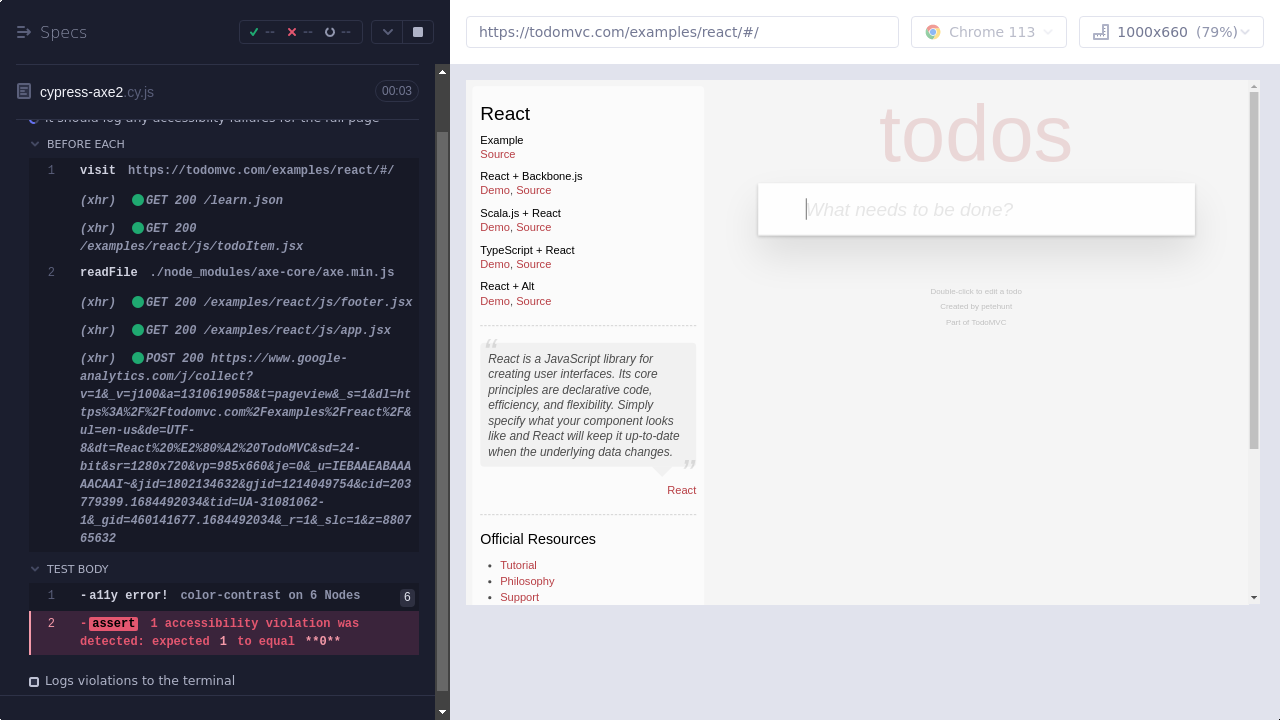 Specs
--
--
--
cypress-axe2.cy.js
00:03
It should log any accessibility failures for the full page
BEFORE EACH
1 visit https://todomvc.com/examples/react/#/
(xhr) GET 200 /learn.json
(xhr) GET 200
/examples/react/js/todoItem.jsx
2 readFile ./node_modules/axe-core/axe.min.js
(xhr) GET 200 /examples/react/js/footer.jsx
(xhr) GET 200 /examples/react/js/app.jsx
(xhr) POST 200 https://www.google-
analytics.com/j/collect?
v=1&_v=j100&a=1310619058&t=pageview&_s=1&dl=ht
tps%3A%2F%2Ftodomvc.com%2Fexamples%2Freact%2F&
ul=en-us&de=UTF-
8&dt=React%20%E2%80%A2%20TodoMVC&sd=24-
bit&sr=1280x720&vp=985x660&je=0&_u=IEBAAEABAAA
AACAAI~&jid=1802134632&gjid=1214049754&cid=203
779399.1684492034&tid=UA-31081062-
1&_gid=460141677.1684492034&_r=1&_slc=1&z=8807
65632
TEST BODY
1 -a11y error! color-contrast on 6 Nodes 6
2 -assert 1 accessibility violation was
detected: expected 1 to equal **0**
Logs violations to the terminal
https://todomvc.com/examples/react/#/
Chrome 113
1000x660 (79%)
React
Example
Source
React + Backbone.js
Demo, Source
Scala.js + React
Demo, Source
TypeScript + React
Demo, Source
React + Alt
Demo, Source
“
React is a JavaScript library for
creating user interfaces. Its core
principles are declarative code,
efficiency, and flexibility. Simply
specify what your component looks
like and React will keep it up-to-date
when the underlying data changes.
”
React
Official Resources
• Tutorial
• Philosophy
• Support
todos
What needs to be done?
Double-click to edit a todo
Created by petehunt
Part of TodoMVC